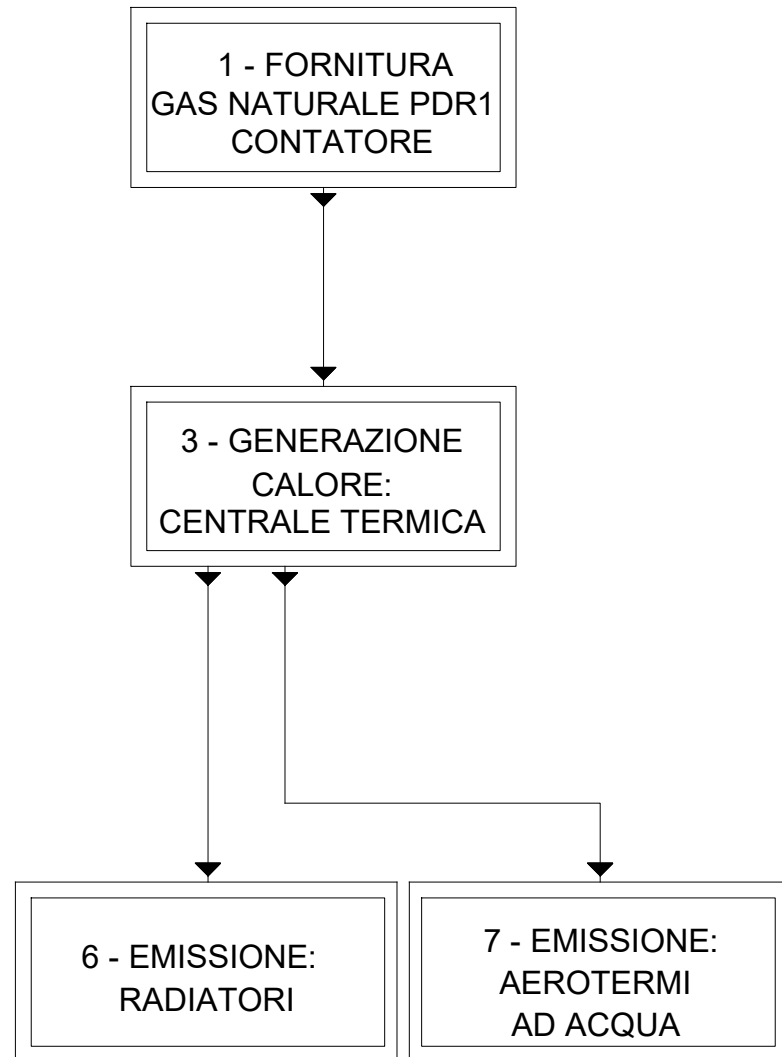 1 - FORNITURA
GAS NATURALE PDR1
CONTATORE
3 - GENERAZIONE
CALORE:
CENTRALE TERMICA
6 - EMISSIONE:
RADIATORI
7 - EMISSIONE:
AEROTERMI
AD ACQUA